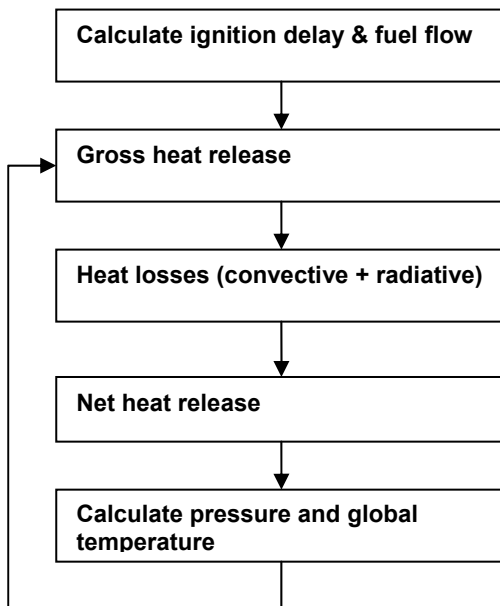 Calculate ignition delay & fuel flow
Gross heat release
Heat losses (convective + radiative)
Net heat release
Calculate pressure and global
temperature